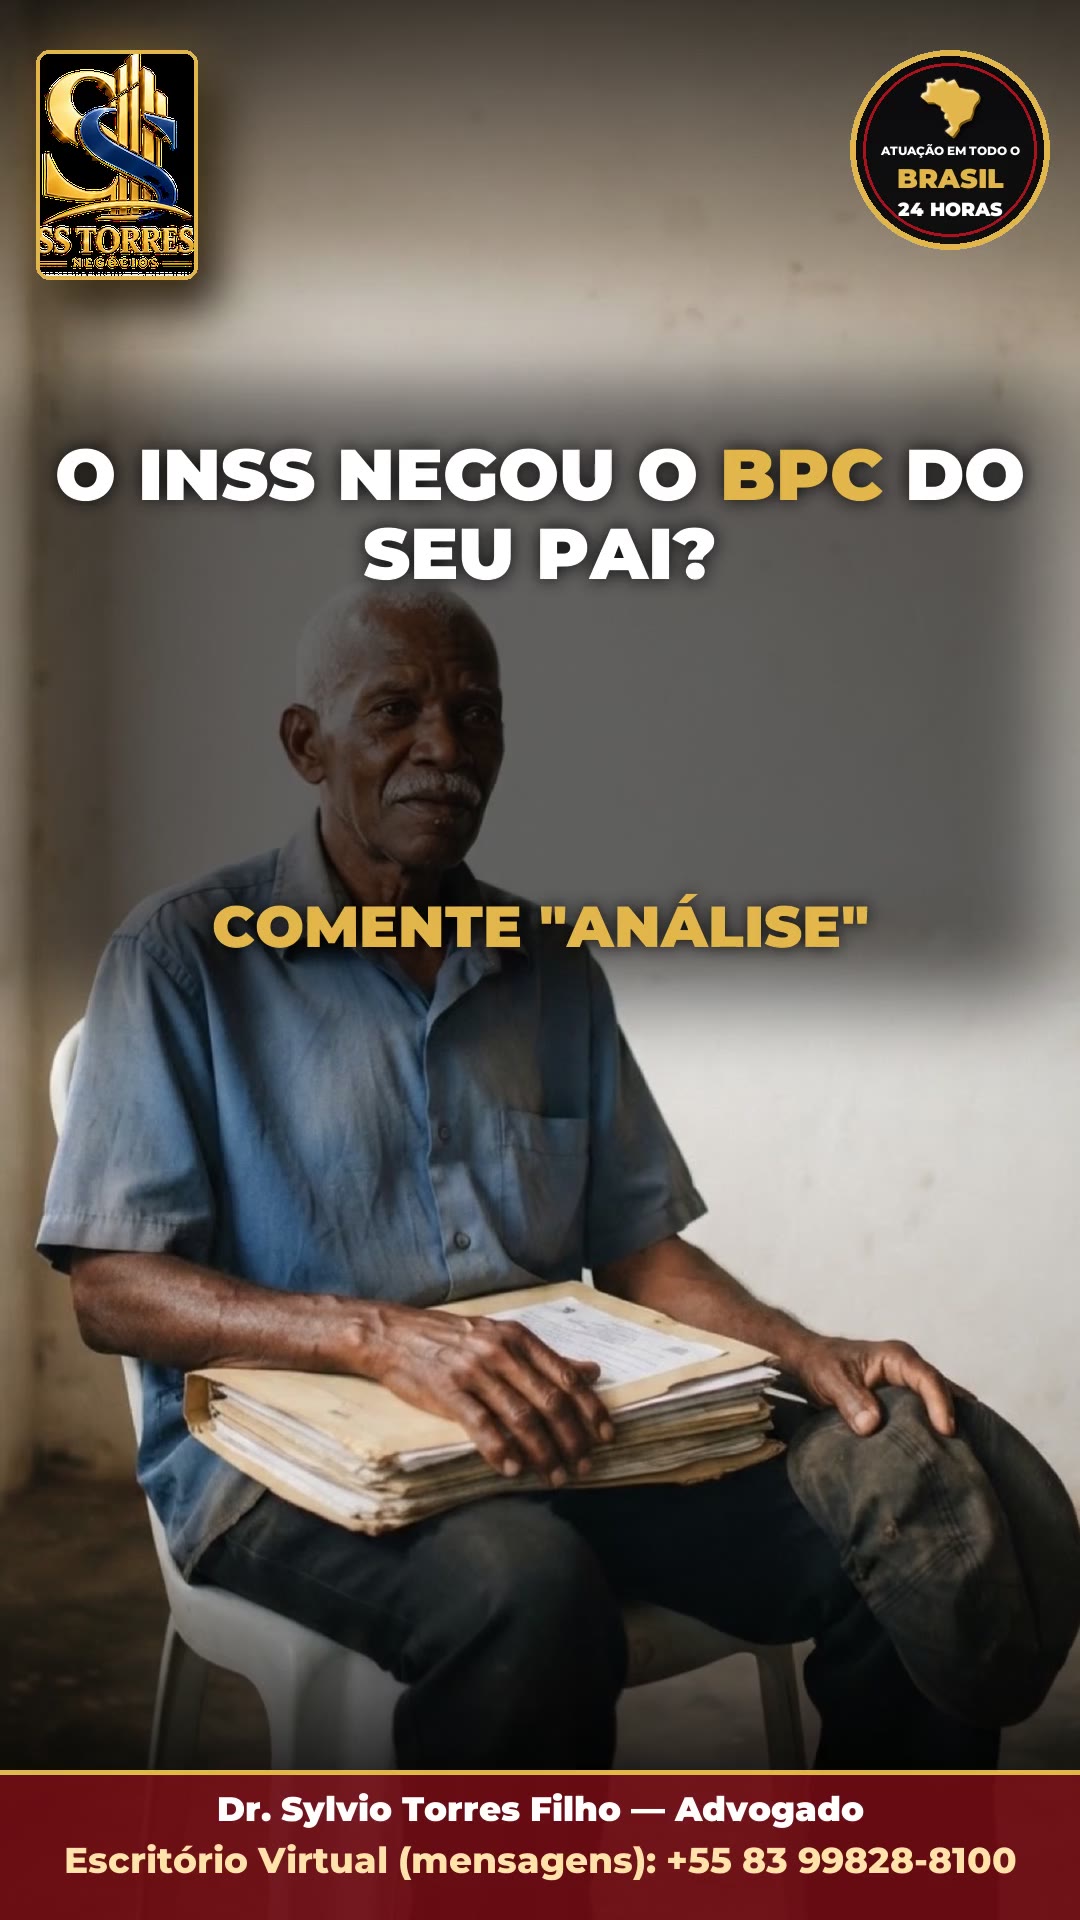 SS TORRES
NEGÓCIOS
ATUAÇÃO EM TODO O
BRASIL
24 HORAS
O INSS NEGOU O BPC DO
SEU PAI?
COMENTE "ANÁLISE"
Dr. Sylvio Torres Filho — Advogado
Escritório Virtual (mensagens): +55 83 99828-8100